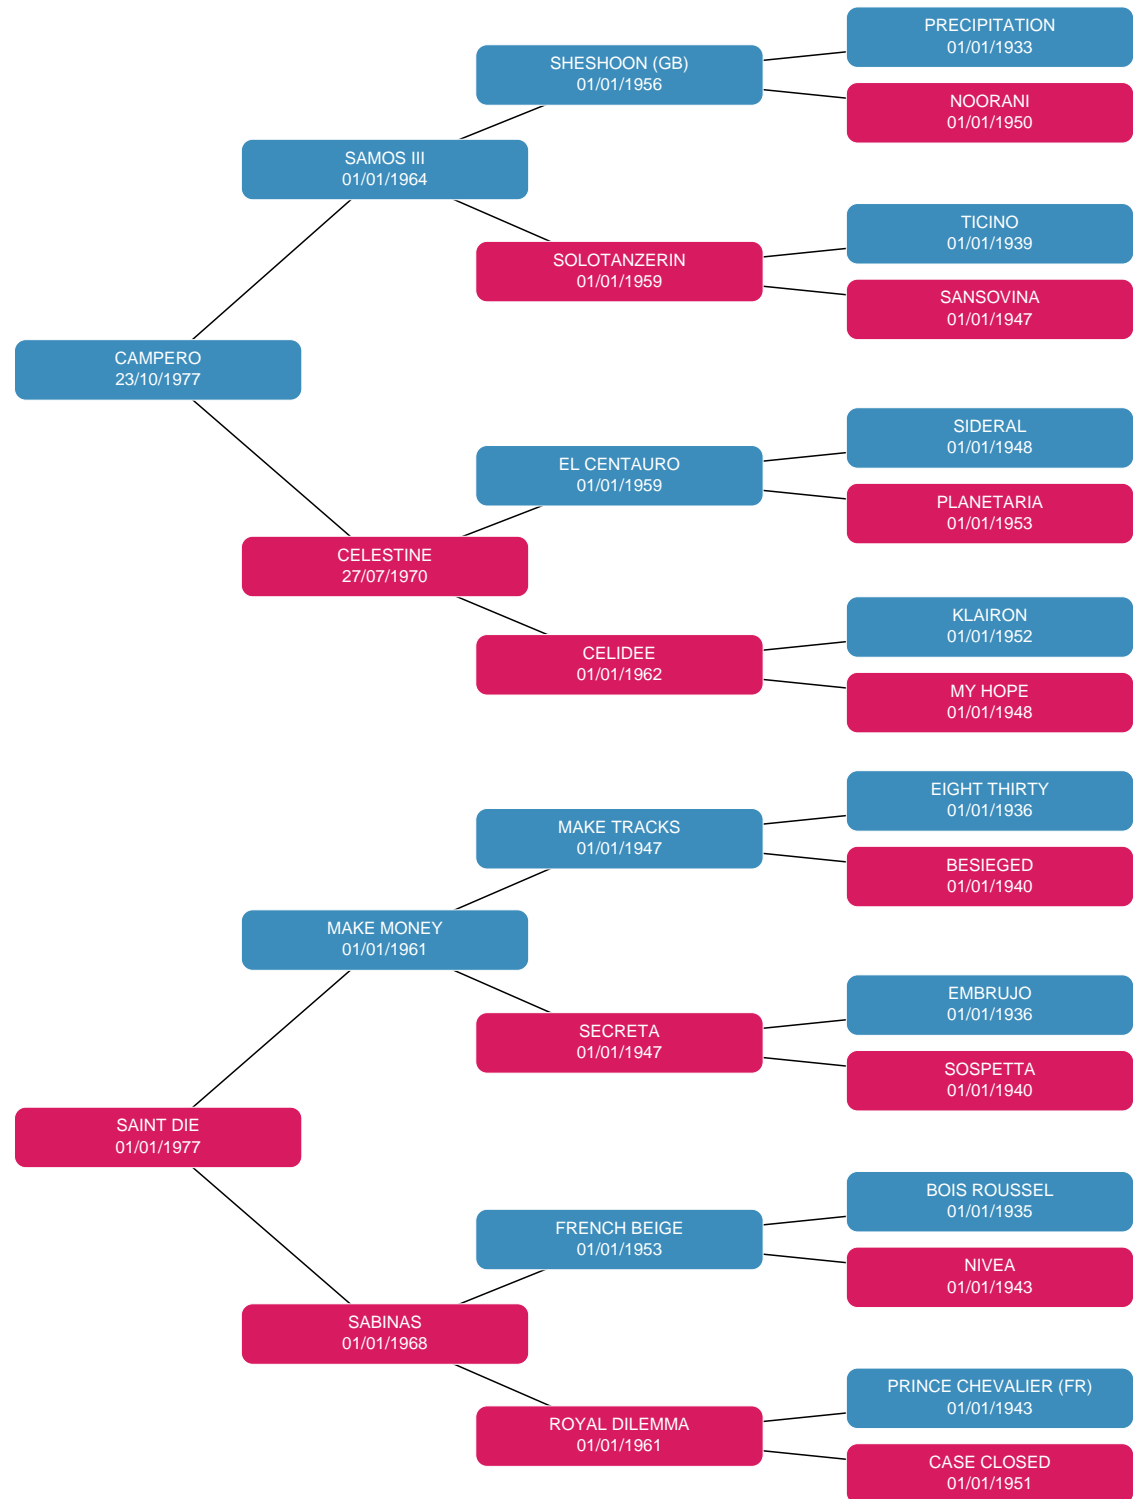 PRECIPITATION
01/01/1933
SHESHOON (GB)
01/01/1956
NOORANI
01/01/1950
SAMOS III
01/01/1964
TICINO
01/01/1939
SOLOTANZERIN
01/01/1959
SANSOVINA
01/01/1947
CAMPERO
23/10/1977
SIDERAL
01/01/1948
EL CENTAURO
01/01/1959
PLANETARIA
01/01/1953
CELESTINE
27/07/1970
KLAIRON
01/01/1952
CELIDEE
01/01/1962
MY HOPE
01/01/1948
EIGHT THIRTY
01/01/1936
MAKE TRACKS
01/01/1947
BESIEGED
01/01/1940
MAKE MONEY
01/01/1961
EMBRUJO
01/01/1936
SECRETA
01/01/1947
SOSPETTA
01/01/1940
SAINT DIE
01/01/1977
BOIS ROUSSEL
01/01/1935
FRENCH BEIGE
01/01/1953
NIVEA
01/01/1943
SABINAS
01/01/1968
PRINCE CHEVALIER (FR)
01/01/1943
ROYAL DILEMMA
01/01/1961
CASE CLOSED
01/01/1951